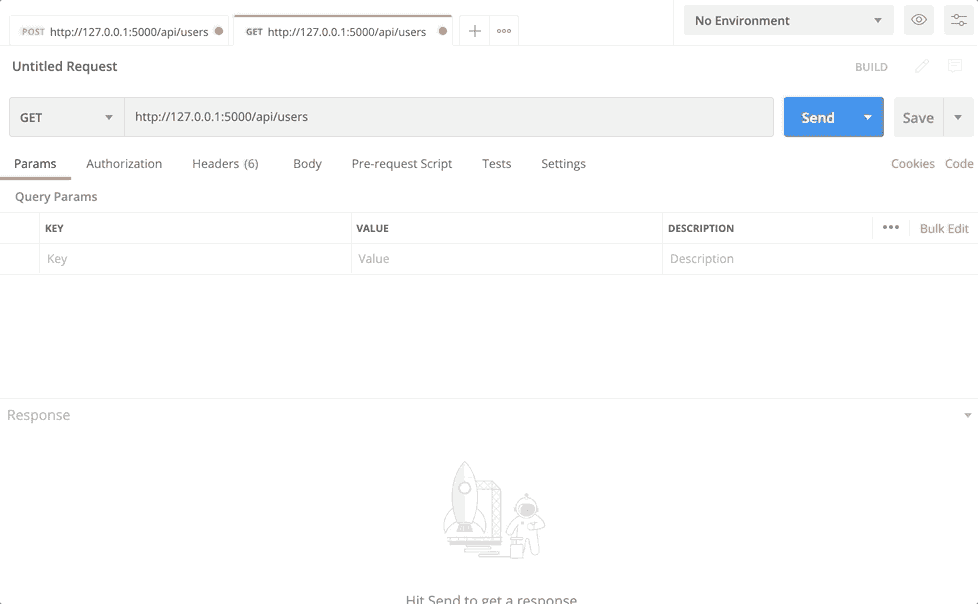 POST http://127.0.0.1:5000/api/users GET http://127.0.0.1:5000/api/users No Environment
Untitled Request BUILD
GET http://127.0.0.1:5000/api/users Send Save
Params Authorization Headers (6) Body Pre-request Script Tests Settings Cookies Code
Query Params
KEY VALUE DESCRIPTION ••• Bulk Edit
Key Value Description
Response
Hit Send to get a response